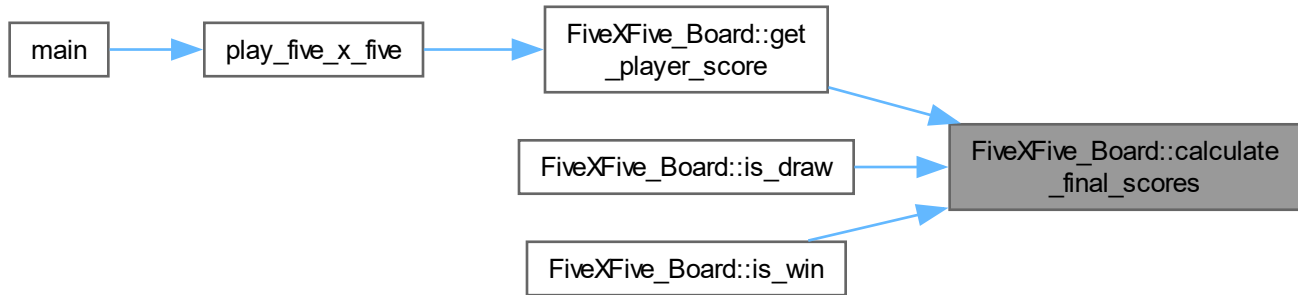 main
play_five_x_five
FiveXFive_Board::get
_player_score
FiveXFive_Board::is_draw
FiveXFive_Board::is_win
FiveXFive_Board::calculate
_final_scores